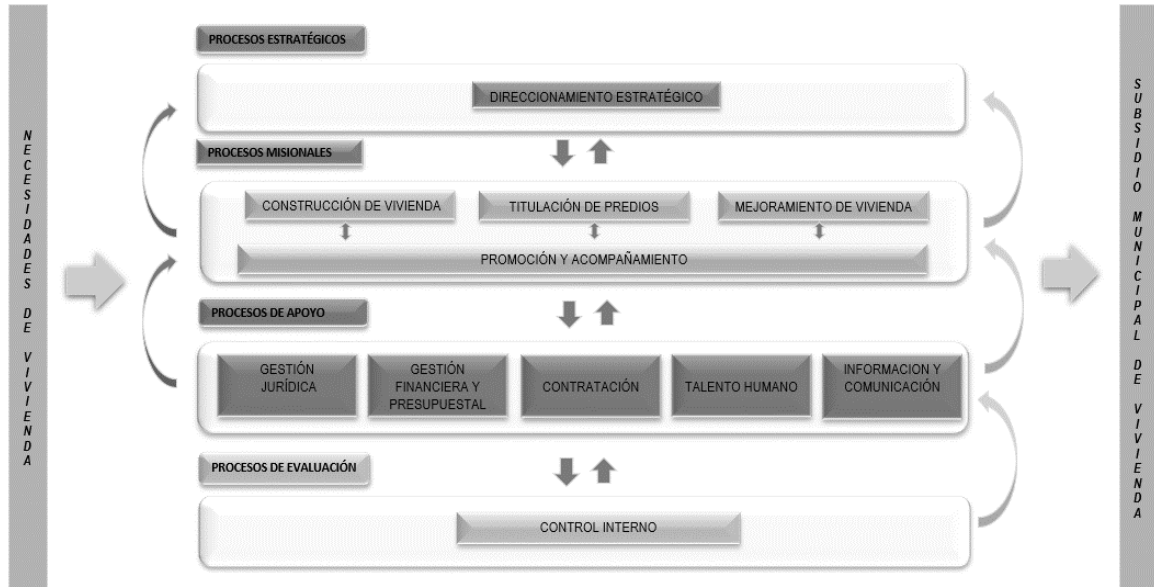 NECESIDADES DE VIVIENDA
PROCESOS ESTRATÉGICOS
DIRECCIONAMIENTO ESTRATÉGICO
PROCESOS MISIONALES
CONSTRUCCIÓN DE VIVIENDA
TITULACIÓN DE PREDIOS
MEJORAMIENTO DE VIVIENDA
PROMOCIÓN Y ACOMPAÑAMIENTO
PROCESOS DE APOYO
GESTIÓN
JURÍDICA
GESTIÓN
FINANCIERA Y
PRESUPUESTAL
CONTRATACIÓN
TALENTO HUMANO
INFORMACION Y
COMUNICACIÓN
PROCESOS DE EVALUACIÓN
CONTROL INTERNO
SUBSIDIO MUNICIPAL DE VIVIENDA